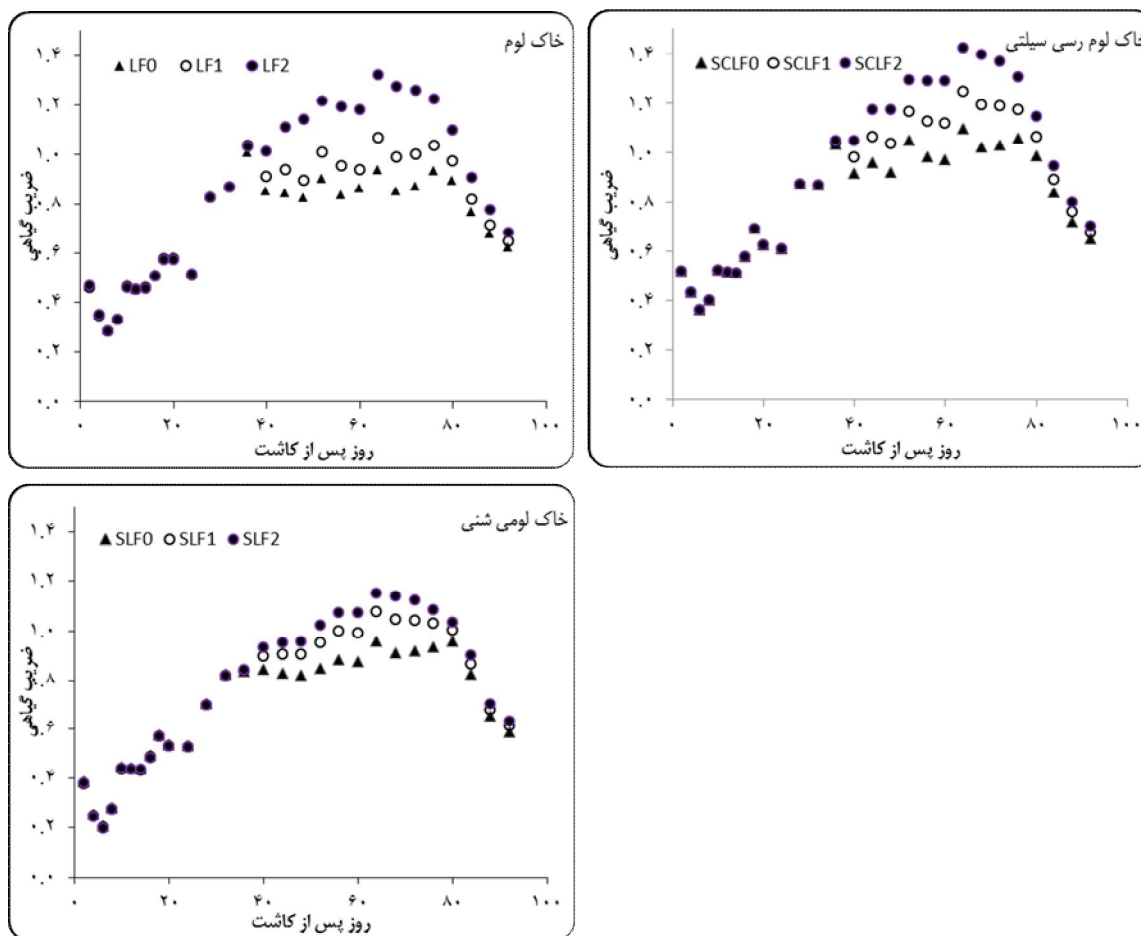 خاک لوم
▲ LF0 ○ LF1 ● LF2
۱.۴
۱.۲
۱.۰
۰.۸
۰.۶
۰.۴
۰.۲
۰.۰
ضریب گیاهی
۰ ۲۰ ۴۰ ۶۰ ۸۰ ۱۰۰
روز پس از کاشت
خاک لوم رسی سیلتی
▲ SCLF0 ○ SCLF1 ● SCLF2
۱.۴
۱.۲
۱.۰
۰.۸
۰.۶
۰.۴
۰.۲
۰.۰
ضریب گیاهی
۰ ۲۰ ۴۰ ۶۰ ۸۰ ۱۰۰
روز پس از کاشت
خاک لومی شنی
▲ SLF0 ○ SLF1 ● SLF2
۱.۴
۱.۲
۱.۰
۰.۸
۰.۶
۰.۴
۰.۲
۰.۰
ضریب گیاهی
۰ ۲۰ ۴۰ ۶۰ ۸۰ ۱۰۰
روز پس از کاشت